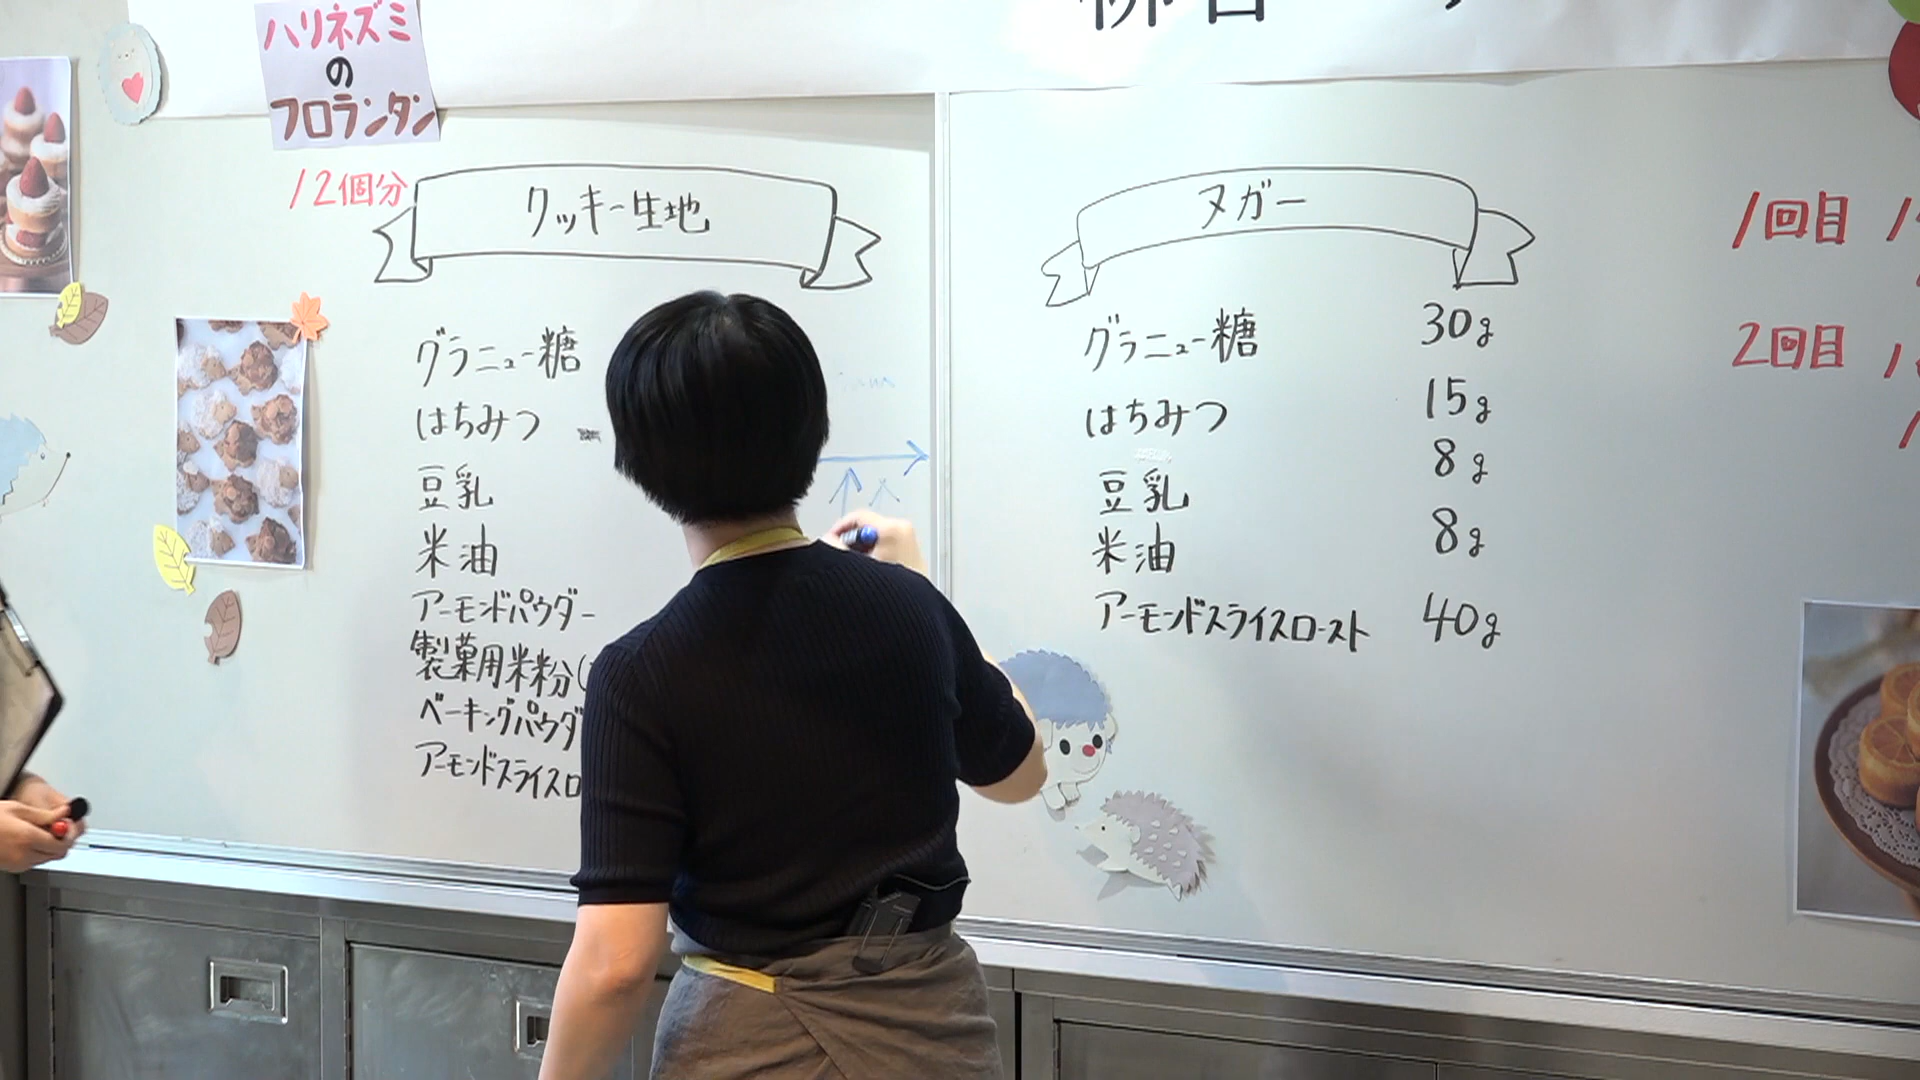 ハリネズミ
の
フロランタン
12個分
クッキー生地
グラニュー糖
はちみつ
豆乳
米油
アーモンドパウダー
製菓用米粉(
ベーキングパウダ
アーモンドスライスロ
ヌガー
グラニュー糖 30g
はちみつ 15g
豆乳 8g
米油 8g
アーモンドスライスロースト 40g
1回目
2回目